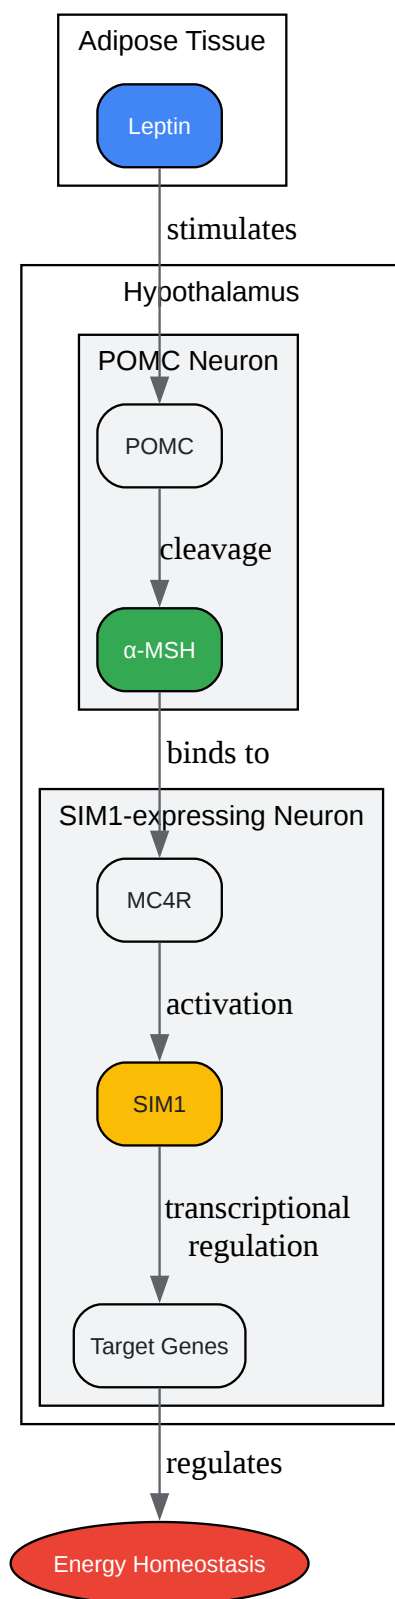 Adipose Tissue
Leptin
stimulates
Hypothalamus
POMC Neuron
POMC
cleavage
α-MSH
binds to
SIM1-expressing Neuron
MC4R
activation
SIM1
transcriptional
regulation
Target Genes
regulates
Energy Homeostasis